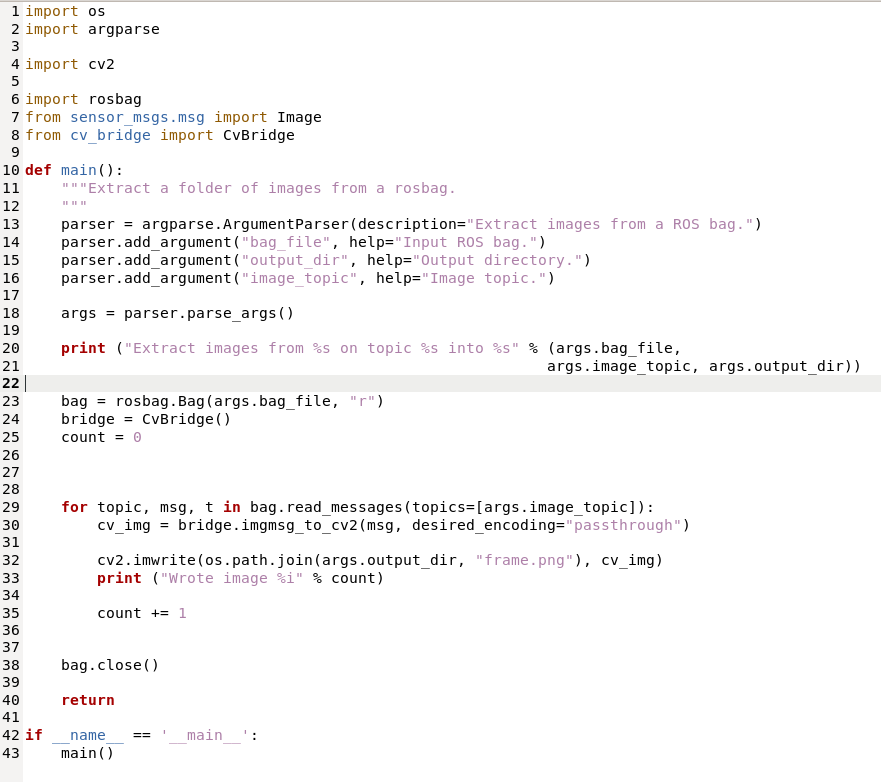 1 import os
2 import argparse
3
4 import cv2
5
6 import rosbag
7 from sensor_msgs.msg import Image
8 from cv_bridge import CvBridge
9
10 def main():
11     """Extract a folder of images from a rosbag.
12     """
13     parser = argparse.ArgumentParser(description="Extract images from a ROS bag.")
14     parser.add_argument("bag_file", help="Input ROS bag.")
15     parser.add_argument("output_dir", help="Output directory.")
16     parser.add_argument("image_topic", help="Image topic.")
17
18     args = parser.parse_args()
19
20     print ("Extract images from %s on topic %s into %s" % (args.bag_file,
21                                                           args.image_topic, args.output_dir))
22
23     bag = rosbag.Bag(args.bag_file, "r")
24     bridge = CvBridge()
25     count = 0
26
27
28
29     for topic, msg, t in bag.read_messages(topics=[args.image_topic]):
30         cv_img = bridge.imgmsg_to_cv2(msg, desired_encoding="passthrough")
31
32         cv2.imwrite(os.path.join(args.output_dir, "frame.png"), cv_img)
33         print ("Wrote image %i" % count)
34
35         count += 1
36
37
38     bag.close()
39
40     return
41
42 if __name__ == '__main__':
43     main()